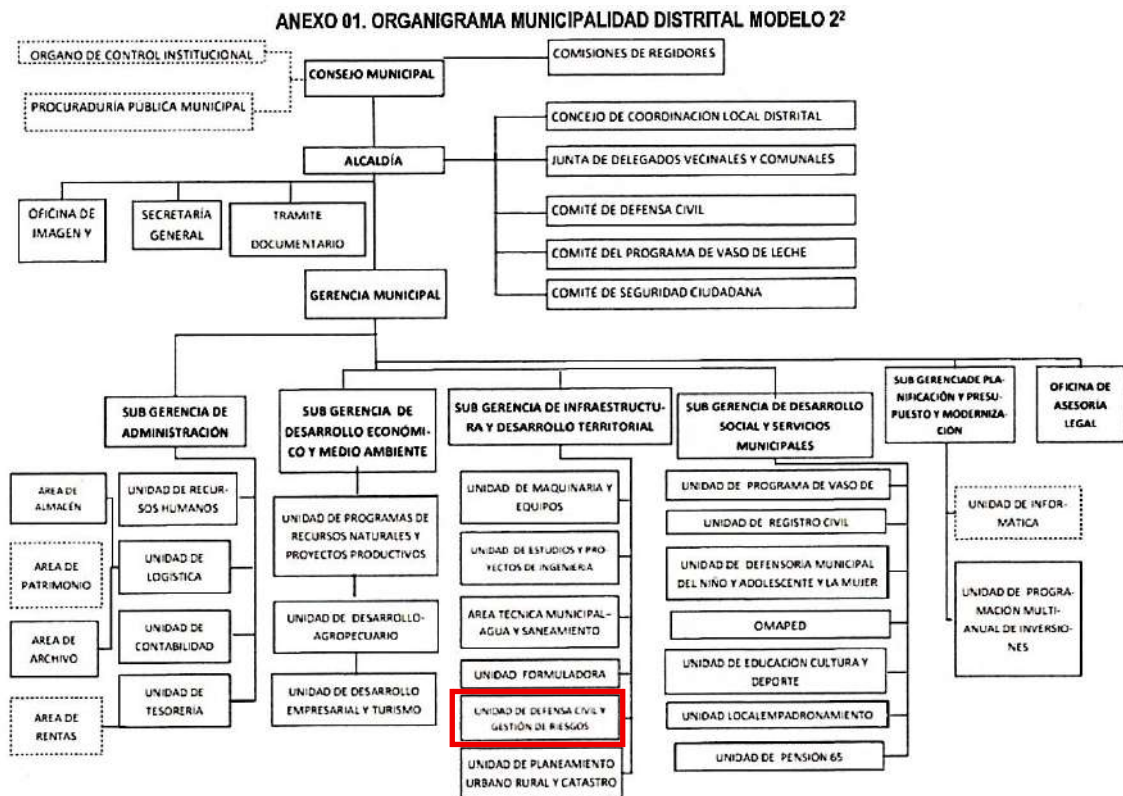 ANEXO 01. ORGANIGRAMA MUNICIPALIDAD DISTRITAL MODELO 2²
ORGANO DE CONTROL INSTITUCIONAL
CONSEJO MUNICIPAL
COMISIONES DE REGIDORES
PROCURADURÍA PUBLICA MUNICIPAL
CONCEJO DE COORDINACIÓN LOCAL DISTRITAL
ALCALDÍA
JUNTA DE DELEGADOS VECINALES Y COMUNALES
OFICINA DE
IMAGEN Y
SECRETARÍA
GENERAL
TRAMITE
DOCUMENTARIO
COMITÉ DE DEFENSA CIVIL
COMITÉ DEL PROGRAMA DE VASO DE LECHE
GERENCIA MUNICIPAL
COMITÉ DE SEGURIDAD CIUDADANA
SUB GERENCIA DE
ADMINISTRACIÓN
SUB GERENCIA DE
DESARROLLO ECONÓMI-
CO Y MEDIO AMBIENTE
SUB GERENCIA DE INFRAESTRUCTU-
RA Y DESARROLLO TERRITORIAL
SUB GERENCIA DE DESARROLLO
SOCIAL Y SERVICIOS
MUNICIPALES
SUB GERENCIADE PLA-
NIFICACIÓN Y PRESU-
PUESTO Y MODERNIZA-
CIÓN
OFICINA DE
ASESORÍA
LEGAL
AREA DE
ALMACÉN
AREA DE
PATRIMONIO
AREA DE
ARCHIVO
AREA DE
RENTAS
UNIDAD DE RECUR-
SOS HUMANOS
UNIDAD DE
LOGISTICA
UNIDAD DE
CONTABILIDAD
UNIDAD DE
TESORERÍA
UNIDAD DE PROGRAMAS DE
RECURSOS NATURALES Y
PROYECTOS PRODUCTIVOS
UNIDAD DE DESARROLLO-
AGROPECUARIO
UNIDAD DE DESARROLLO
EMPRESARIAL Y TURISMO
UNIDAD DE MAQUINARIA Y
EQUIPOS
UNIDAD DE ESTUDIOS Y PRO-
YECTOS DE INGENIERIA
ÁREA TECNICA MUNICIPAL-
AGUA Y SANEAMIENTO
UNIDAD FORMULADORA
UNIDAD DE DEFENSA CIVIL Y
GESTIÓN DE RIESGOS
UNIDAD DE PLANEAMIENTO
URBANO RURAL Y CATASTRO
UNIDAD DE PROGRAMA DE VASO DE
UNIDAD DE REGISTRO CIVIL
UNIDAD DE DEFENSORIA MUNICIPAL
DEL NIÑO Y ADOLESCENTE Y LA MUJER
OMAPED
UNIDAD DE EDUCACION CULTURA Y
DEPORTE
UNIDAD LOCALEMPADRONAMIENTO
UNIDAD DE PENSIÓN 65
UNIDAD DE INFOR-
MÁTICA
UNIDAD DE PROGRA-
MACIÓN MULTI-
ANUAL DE INVERSIO-
NES